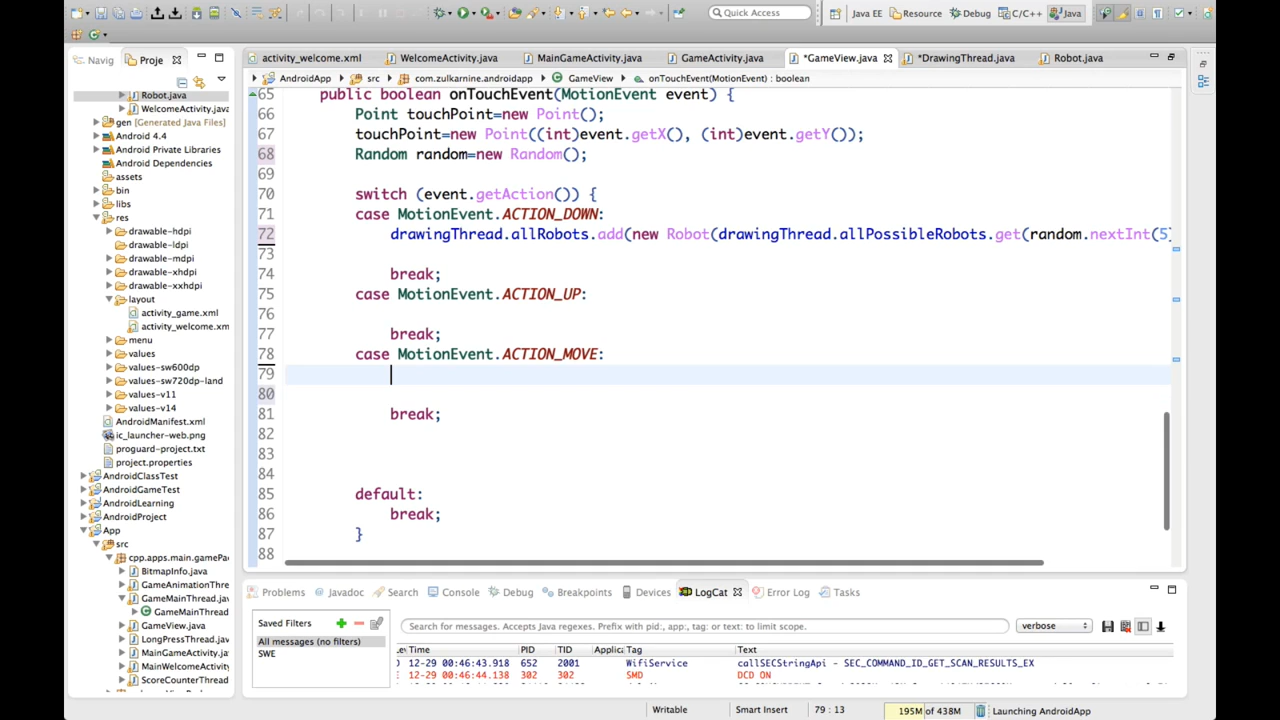 Quick Access
Java EE
Resource
Debug
C/C++
Java
Navig
Proje
activity_welcome.xml
WelcomeActivity.java
MainGameActivity.java
GameActivity.java
*GameView.java
*DrawingThread.java
Robot.java
AndroidApp
src
com.zulkarnine.androidapp
GameView
onTouchEvent(MotionEvent) : boolean
Robot.java
WelcomeActivity.java
gen [Generated Java Files]
Android 4.4
Android Private Libraries
Android Dependencies
assets
bin
libs
res
drawable-hdpi
drawable-ldpi
drawable-mdpi
drawable-xhdpi
drawable-xxhdpi
layout
activity_game.xml
activity_welcome.xm
menu
values
values-sw600dp
values-sw720dp-land
values-v11
values-v14
AndroidManifest.xml
ic_launcher-web.png
proguard-project.txt
project.properties
AndroidClassTest
AndroidGameTest
AndroidLearning
AndroidProject
App
src
cpp.apps.main.gamePa
BitmapInfo.java
GameAnimationThre
GameMainThread.jav
GameMainThread
GameView.java
LongPressThread.jav
MainGameActivity.ja
MainWelcomeActivity
ScoreCounterThread
65 public boolean onTouchEvent(MotionEvent event) {
66 Point touchPoint=new Point();
67 touchPoint=new Point((int)event.getX(), (int)event.getY());
68 Random random=new Random();
69
70 switch (event.getAction()) {
71 case MotionEvent.ACTION_DOWN:
72 drawingThread.allRobots.add(new Robot(drawingThread.allPossibleRobots.get(random.nextInt(5)
73
74 break;
75 case MotionEvent.ACTION_UP:
76
77 break;
78 case MotionEvent.ACTION_MOVE:
79
80
81 break;
82
83
84
85 default:
86 break;
87 }
88
Problems
Javadoc
Search
Console
Debug
Breakpoints
Devices
LogCat
Error Log
Tasks
Saved Filters
All messages (no filters)
SWE
Search for messages. Accepts Java regexes. Prefix with pid:, app:, tag: or text: to limit scope.
verbose
Time PID TID Applica Tag Text
12-29 00:46:43.918 652 2001 WifiService callSECStringApi - SEC_COMMAND_ID_GET_SCAN_RESULTS_EX
12-29 00:46:44.138 302 302 SMD DCD ON
Writable
Smart Insert
79 : 13
195M of 438M
Launching AndroidApp